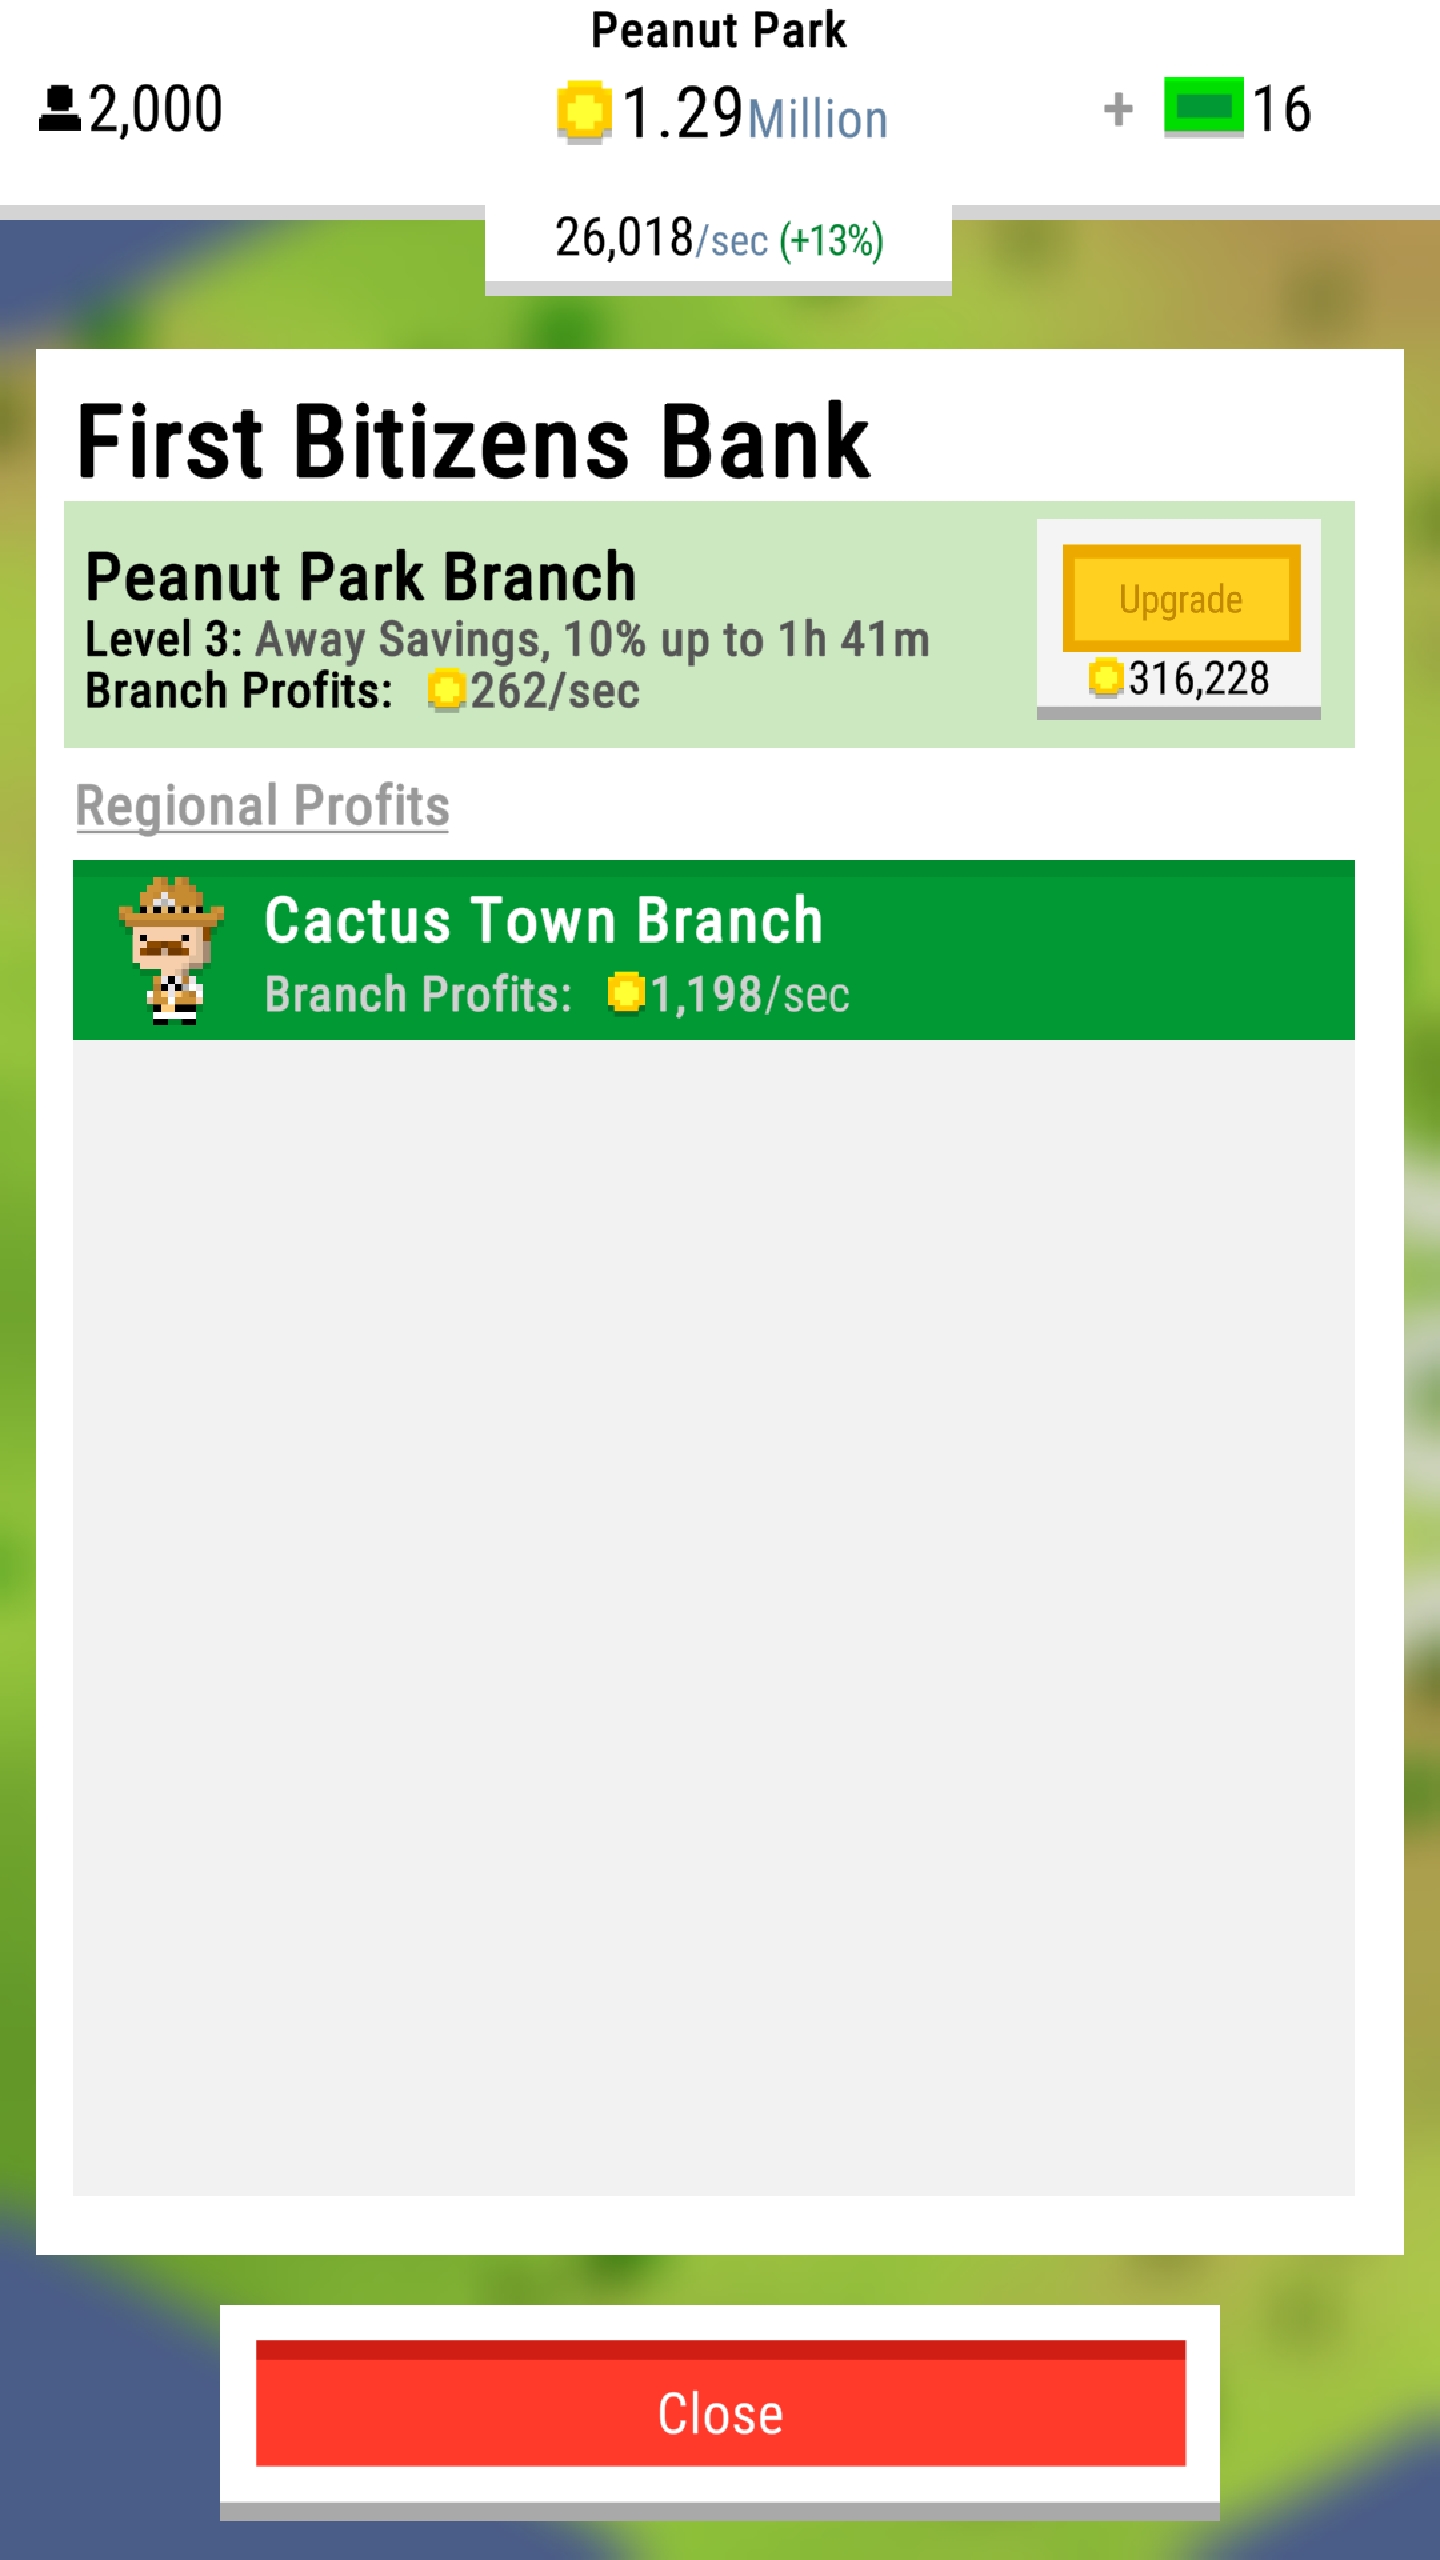 Peanut Park
2,000
1.29Million
+ 16
26,018/sec (+13%)
First Bitizens Bank
Peanut Park Branch
Level 3: Away Savings, 10% up to 1h 41m
Branch Profits: 262/sec
Upgrade
316,228
Regional Profits
Cactus Town Branch
Branch Profits: 1,198/sec
Close